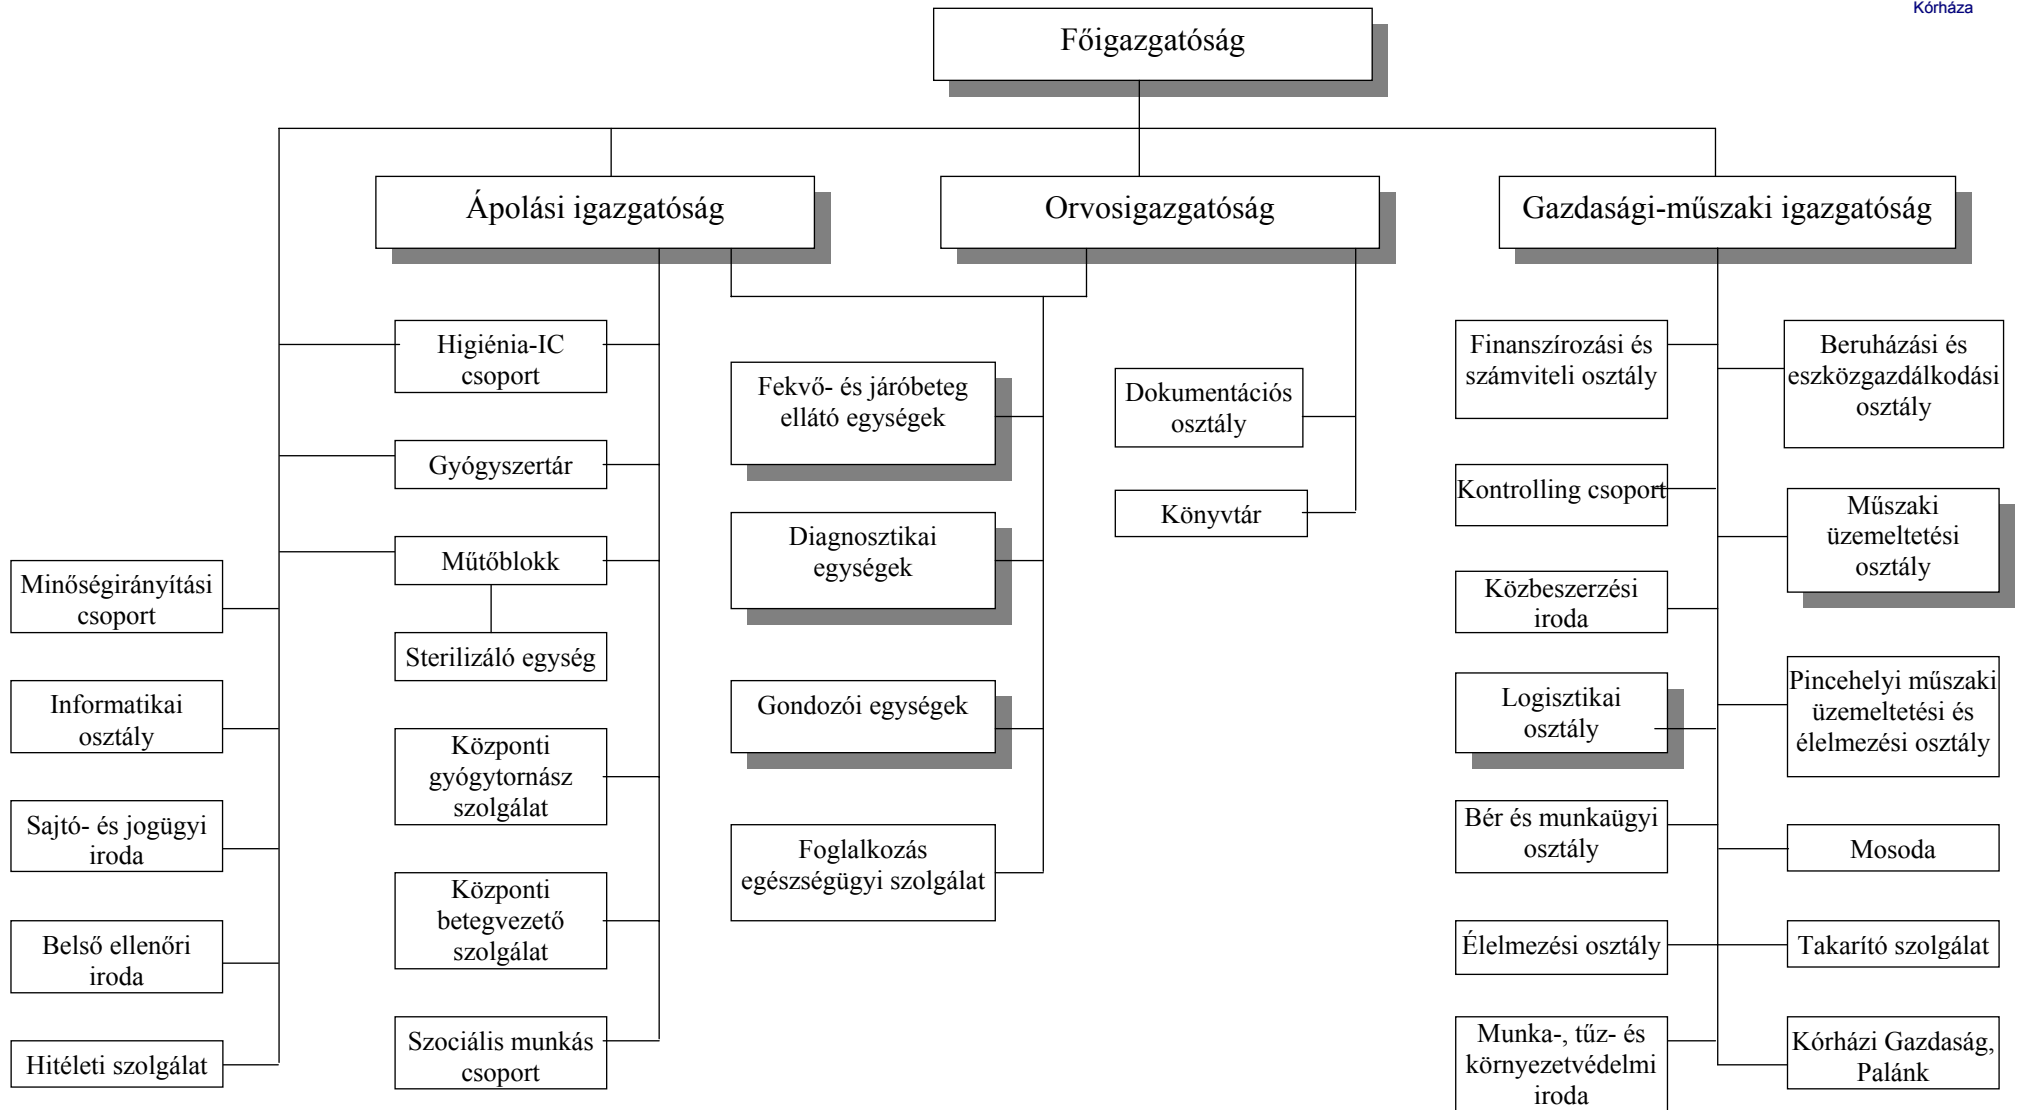 Kórháza
Főigazgatóság
Ápolási igazgatóság
Orvosigazgatóság
Gazdasági-műszaki igazgatóság
Minőségirányítási
csoport
Informatikai
osztály
Sajtó- és jogügyi
iroda
Belső ellenőri
iroda
Hitéleti szolgálat
Higiénia-IC
csoport
Gyógyszertár
Műtőblokk
Sterilizáló egység
Központi
gyógytornász
szolgálat
Központi
betegvezető
szolgálat
Szociális munkás
csoport
Fekvő- és járóbeteg
ellátó egységek
Diagnosztikai
egységek
Gondozói egységek
Foglalkozás
egészségügyi szolgálat
Dokumentációs
osztály
Könyvtár
Finanszírozási és
számviteli osztály
Kontrolling csoport
Közbeszerzési
iroda
Logisztikai
osztály
Bér és munkaügyi
osztály
Élelmezési osztály
Munka-, tűz- és
környezetvédelmi
iroda
Beruházási és
eszközgazdálkodási
osztály
Műszaki
üzemeltetési
osztály
Pincehelyi műszaki
üzemeltetési és
élelmezési osztály
Mosoda
Takarító szolgálat
Kórházi Gazdaság,
Palánk